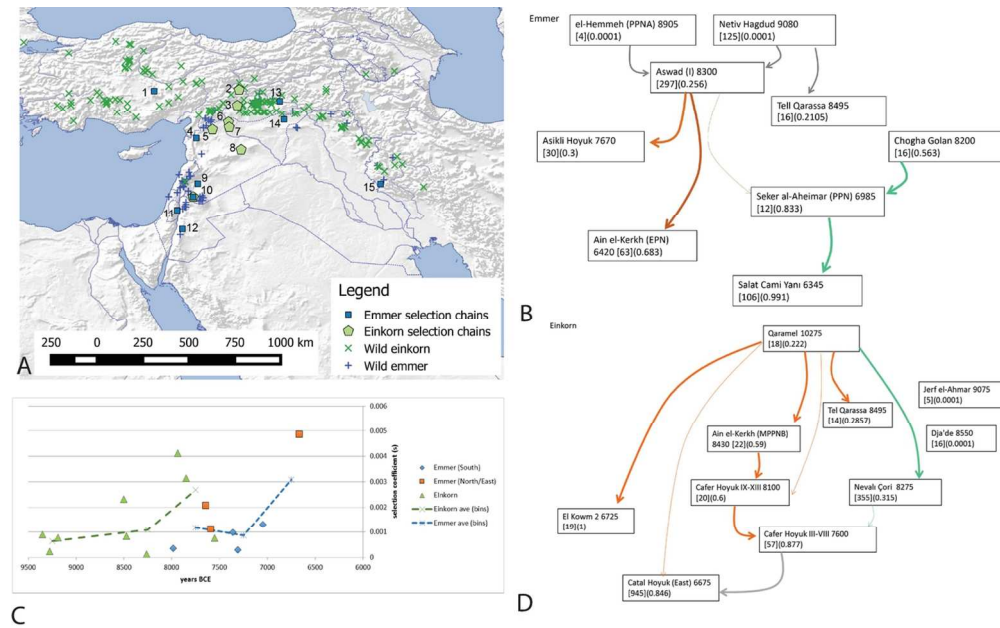 1
2
3
4
5
6
7
8
9
10
11
12
13
14
15
Legend
Emmer selection chains
Einkorn selection chains
Wild einkorn
Wild emmer
250 0 250 500 750 1000 km
A
Emmer
el-Hemmeh (PPNA) 8905
[4](0.0001)
Netiv Hagdud 9080
[125](0.0001)
Aswad (I) 8300
[297](0.256)
Tell Qarassa 8495
[16](0.2105)
Asikli Hoyuk 7670
[30](0.3)
Chogha Golan 8200
[16](0.563)
Seker al-Aheimar (PPN) 6985
[12](0.833)
Ain el-Kerkh (EPN)
6420 [63](0.683)
Salat Cami Yanı 6345
[106](0.991)
B
0.006
0.005
0.004
0.003
0.002
0.001
0
selection coefficient (s)
9500 9000 8500 8000 7500 7000 6500 6000
years BCE
Emmer (South)
Emmer (North/East)
Einkorn
Einkorn ave (bins)
Emmer ave (bins)
C
Einkorn
Qaramel 10275
[18](0.222)
Jerf el-Ahmar 9075
[5](0.0001)
Tel Qarassa 8495
[14](0.2857)
Dja'de 8550
[16](0.0001)
Ain el-Kerkh (MPPNB)
8430 [22](0.59)
Cafer Hoyuk IX-XIII 8100
[20](0.6)
Nevalı Çori 8275
[355](0.315)
El Kowm 2 6725
[19](1)
Cafer Hoyuk III-VIII 7600
[57](0.877)
Catal Hoyuk (East) 6675
[945](0.846)
D